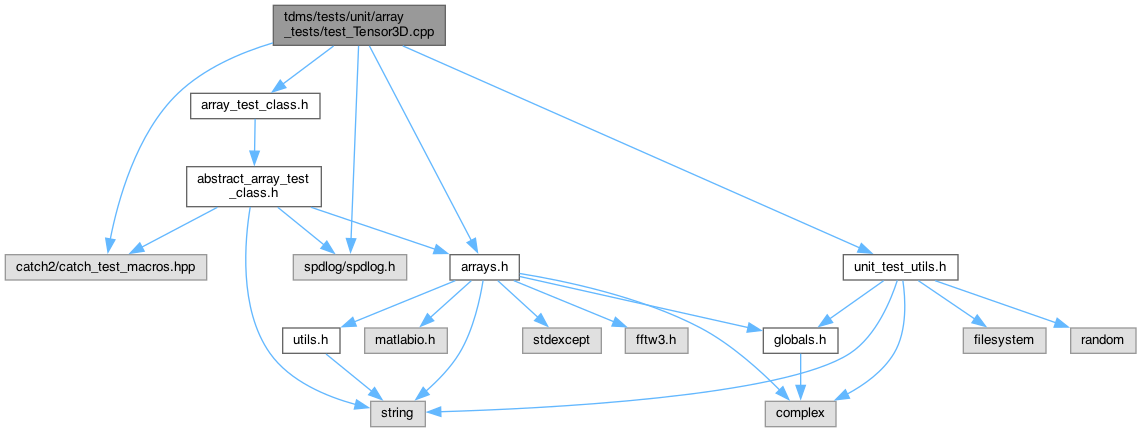 tdms/tests/unit/array
_tests/test_Tensor3D.cpp
array_test_class.h
abstract_array_test
_class.h
catch2/catch_test_macros.hpp
spdlog/spdlog.h
arrays.h
unit_test_utils.h
utils.h
matlabio.h
stdexcept
fftw3.h
globals.h
filesystem
random
string
complex